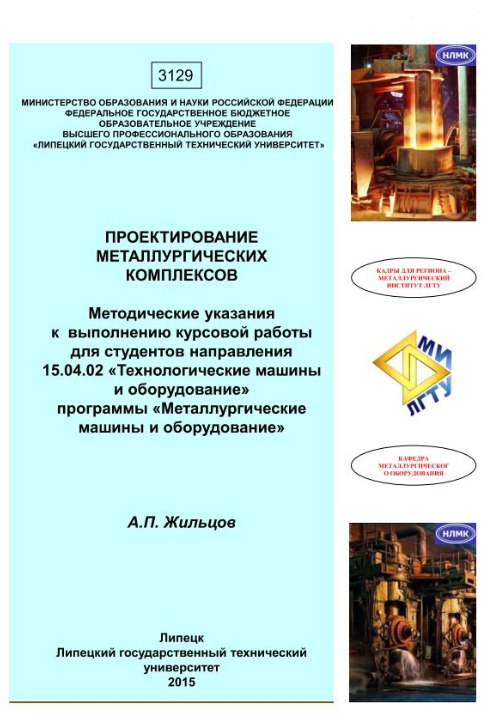 3129
МИНИСТЕРСТВО ОБРАЗОВАНИЯ И НАУКИ РОССИЙСКОЙ ФЕДЕРАЦИИ
ФЕДЕРАЛЬНОЕ ГОСУДАРСТВЕННОЕ БЮДЖЕТНОЕ
ОБРАЗОВАТЕЛЬНОЕ УЧРЕЖДЕНИЕ
ВЫСШЕГО ПРОФЕССИОНАЛЬНОГО ОБРАЗОВАНИЯ
«ЛИПЕЦКИЙ ГОСУДАРСТВЕННЫЙ ТЕХНИЧЕСКИЙ УНИВЕРСИТЕТ»
ПРОЕКТИРОВАНИЕ
МЕТАЛЛУРГИЧЕСКИХ
КОМПЛЕКСОВ
Методические указания
к выполнению курсовой работы
для студентов направления
15.04.02 «Технологические машины
и оборудование»
программы «Металлургические
машины и оборудование»
А.П. Жильцов
Липецк
Липецкий государственный технический
университет
2015
НЛМК
КАДРЫ ДЛЯ РЕГИОНА –
МЕТАЛЛУРГИЧЕСКИЙ
ИНСТИТУТ ЛГТУ
МИ
ЛГТУ
КАФЕДРА
МЕТАЛЛУРГИЧЕСКОГ
О ОБОРУДОВАНИЯ
НЛМК